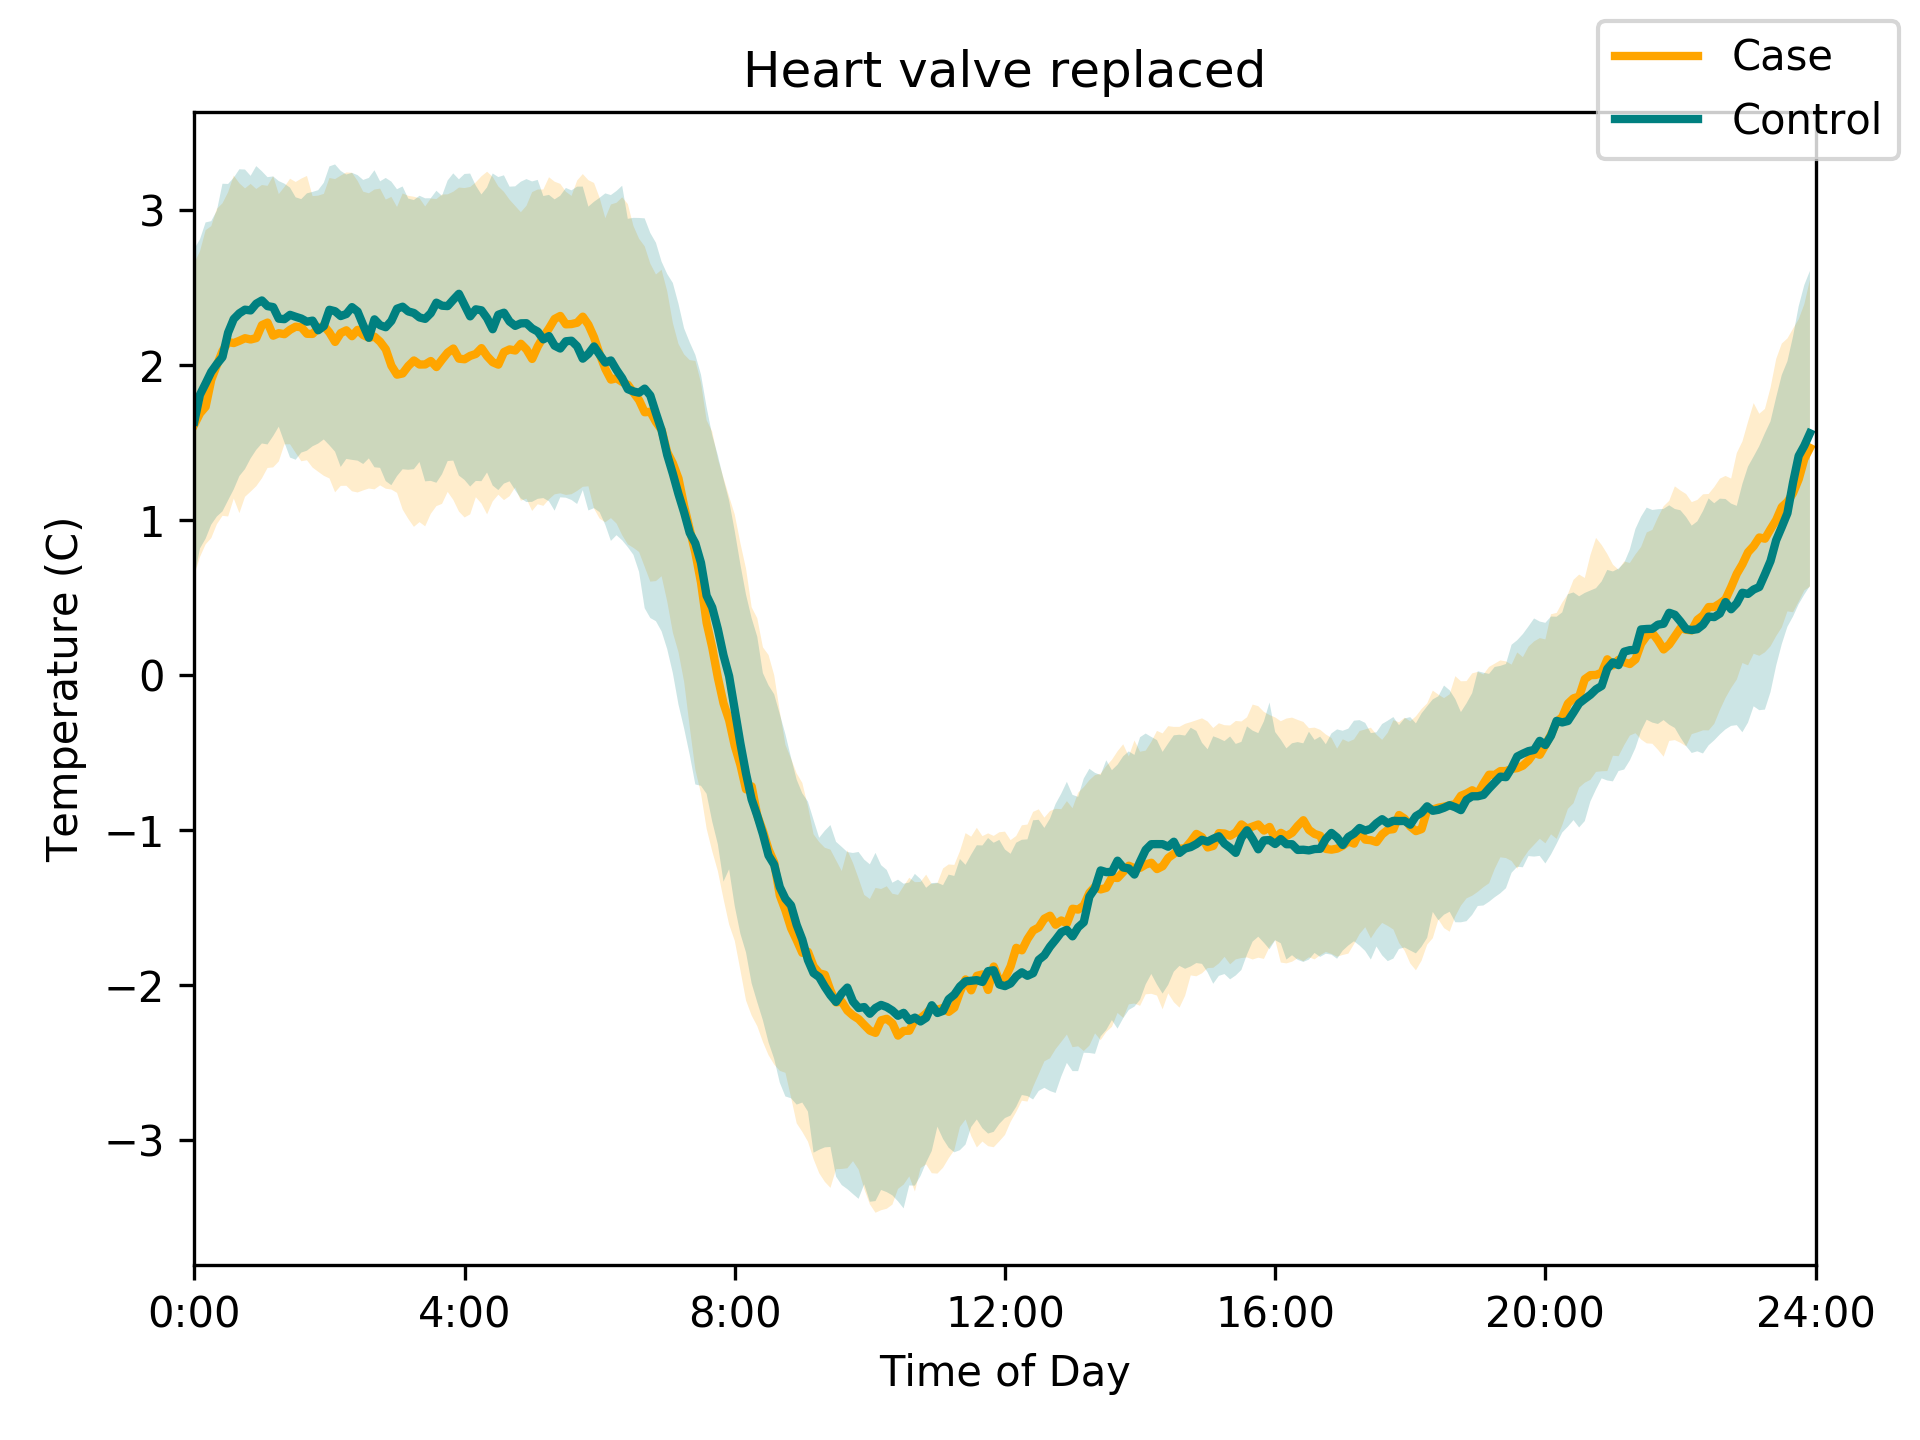 Heart valve replaced
Case
Control
Temperature (C)
3
2
1
0
−1
−2
−3
0:00 4:00 8:00 12:00 16:00 20:00 24:00
Time of Day